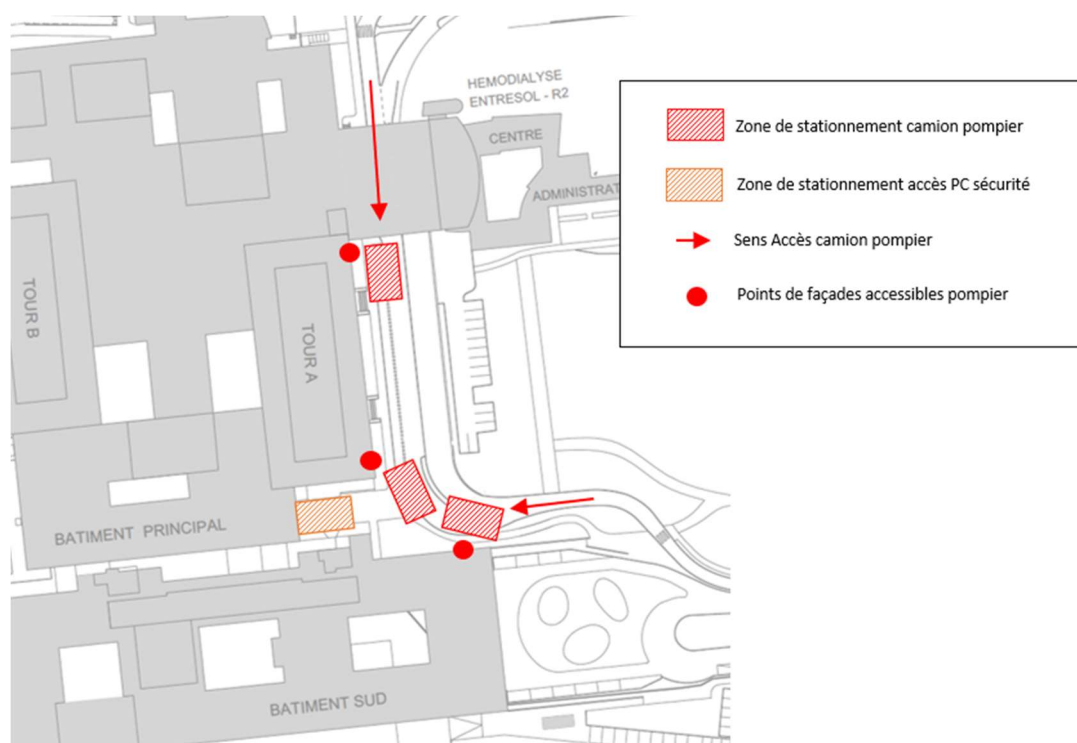 HEMODIALYSE
ENTRESOL - R2
CENTRE
ADMINISTRAT
TOUR B
TOUR A
BATIMENT PRINCIPAL
BATIMENT SUD
Zone de stationnement camion pompier
Zone de stationnement accès PC sécurité
Sens Accès camion pompier
Points de façades accessibles pompier